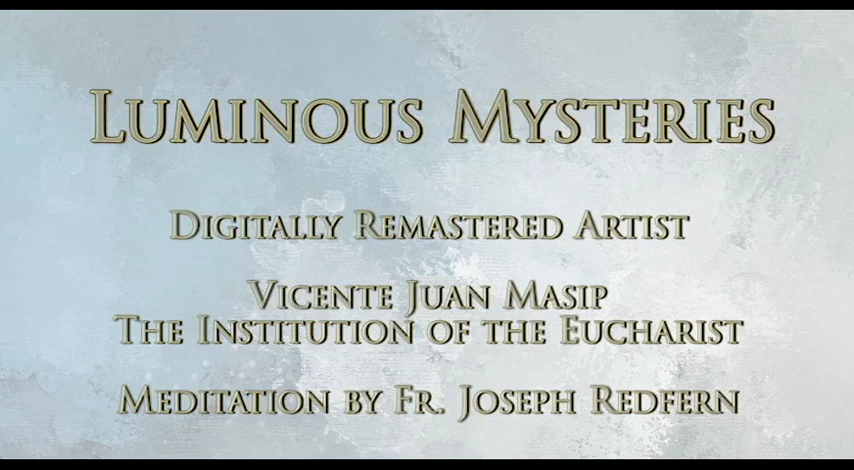 Luminous Mysteries
Digitally Remastered Artist
Vicente Juan Masip
The Institution of the Eucharist
Meditation by Fr. Joseph Redfern